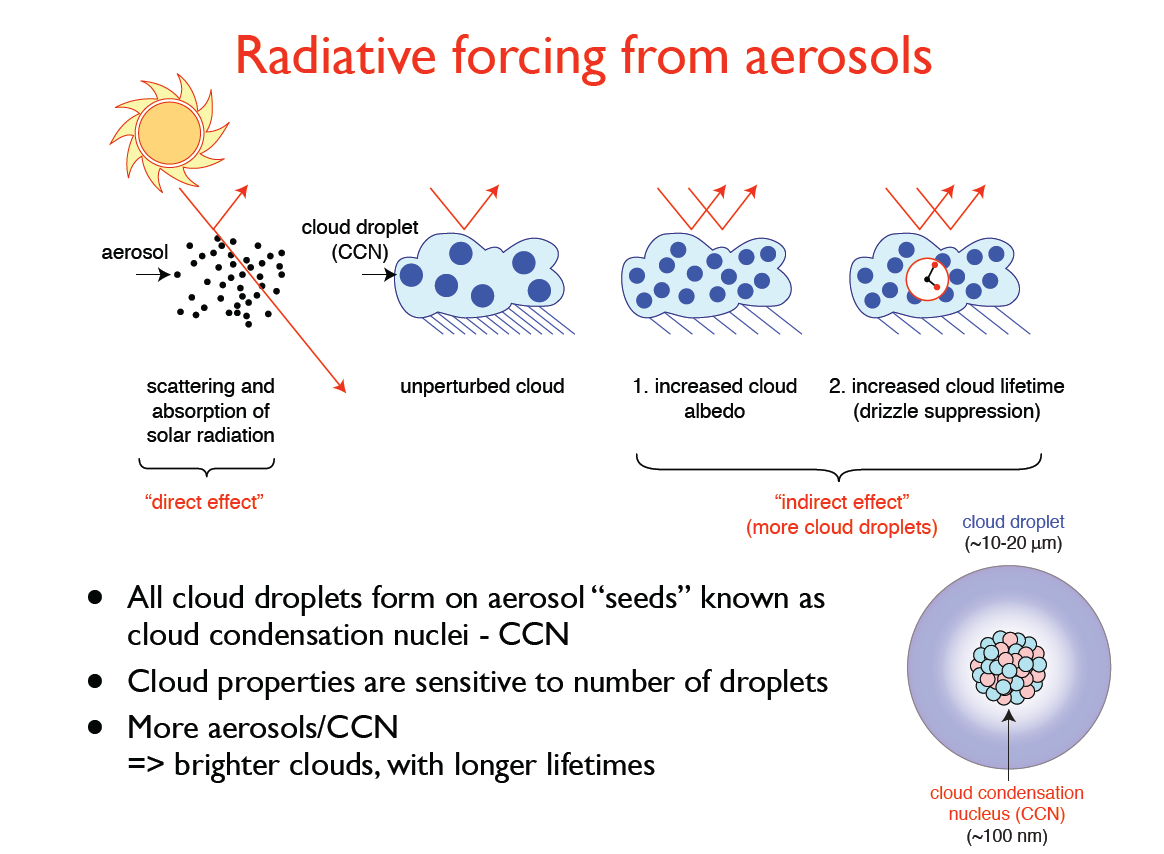 Radiative forcing from aerosols
aerosol
cloud droplet
(CCN)
scattering and
absorption of
solar radiation
unperturbed cloud
1. increased cloud
albedo
2. increased cloud lifetime
(drizzle suppression)
“direct effect”
“indirect effect”
(more cloud droplets)
cloud droplet
(~10-20 μm)
• All cloud droplets form on aerosol “seeds” known as
cloud condensation nuclei - CCN
• Cloud properties are sensitive to number of droplets
• More aerosols/CCN
=> brighter clouds, with longer lifetimes
cloud condensation
nucleus (CCN)
(~100 nm)